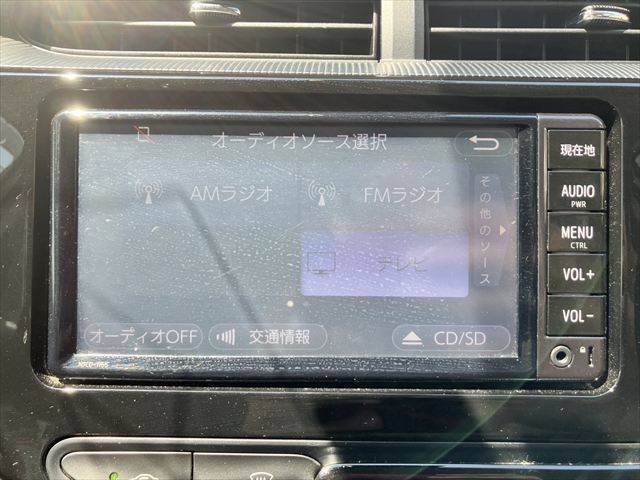 オーディオソース選択
AMラジオ
FMラジオ
テレビ
その他のソース
オーディオOFF
交通情報
CD/SD
現在地
AUDIO
PWR
MENU
CTRL
VOL+
VOL-